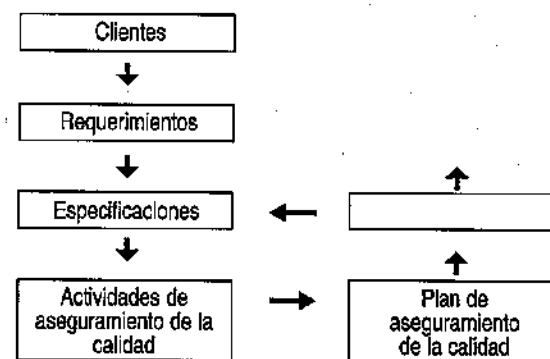 Clientes
Requerimientos
Especificaciones
Actividades de
aseguramiento de la
calidad
Plan de
aseguramiento
de la calidad